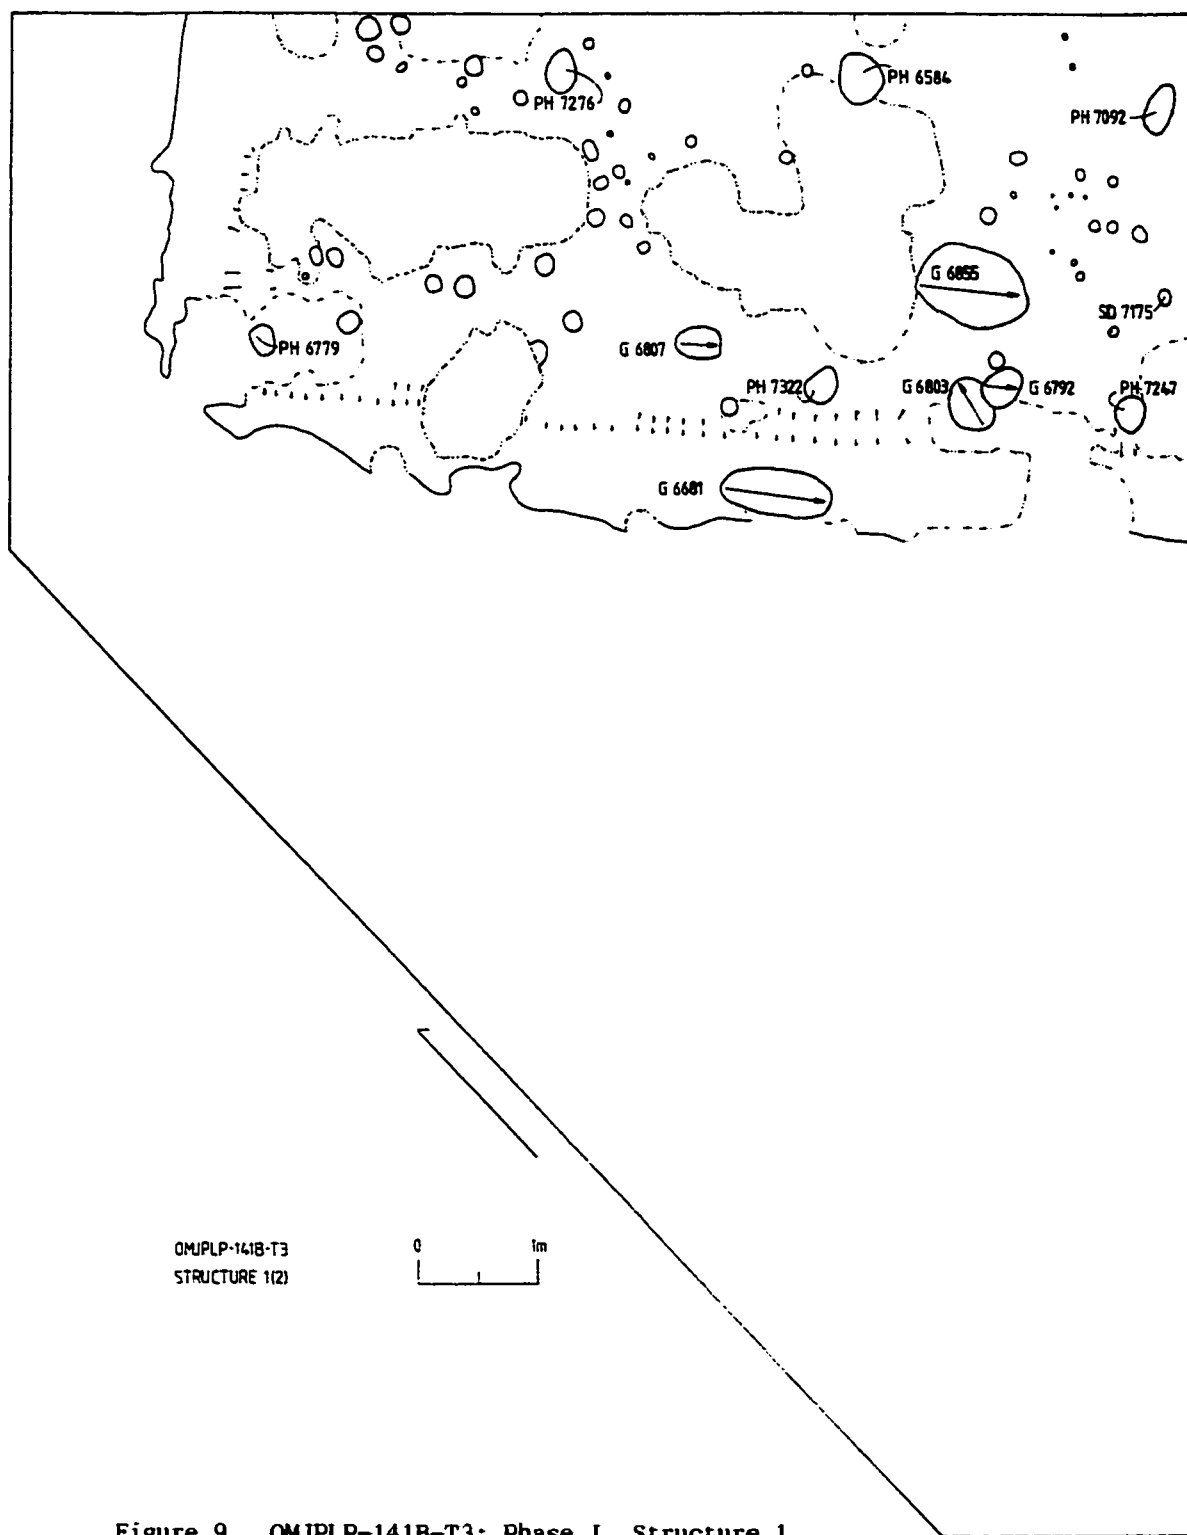 PH 7276
PH 6584
PH 7092
G 6855
SD 7175
PH 6779
G 6807
PH 7322
G 6803
G 6792
PH 7247
G 6681
OMJPLP-141B-T3
STRUCTURE 1(2)
0 1m
Figure 9. OMJPLP-141B-T3: Phase I, Structure 1